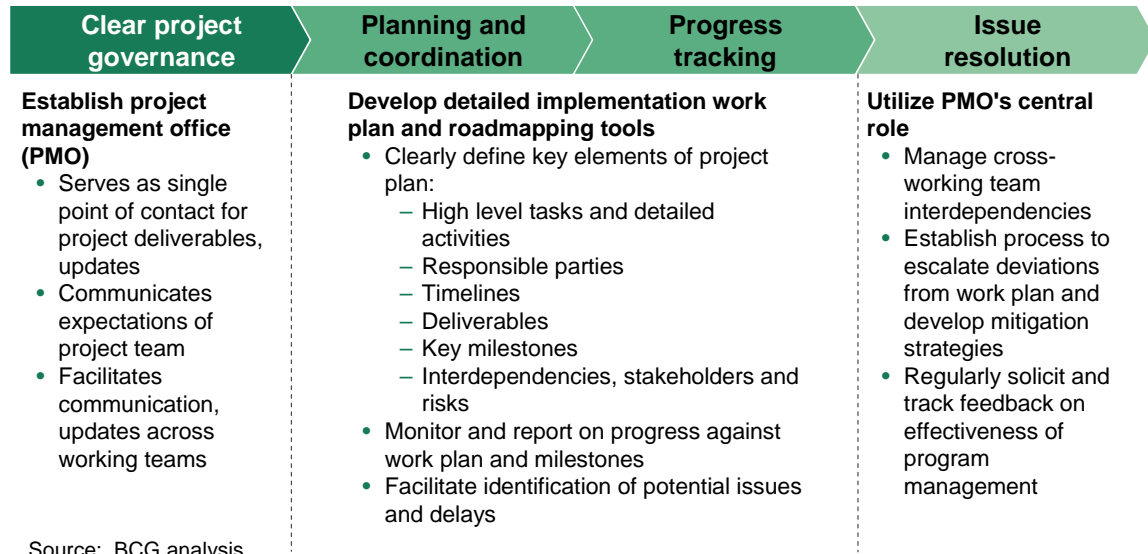 Clear project
governance
Planning and
coordination
Progress
tracking
Issue
resolution
Establish project
management office
(PMO)
• Serves as single
point of contact for
project deliverables,
updates
• Communicates
expectations of
project team
• Facilitates
communication,
updates across
working teams
Develop detailed implementation work
plan and roadmapping tools
• Clearly define key elements of project
plan:
– High level tasks and detailed
activities
– Responsible parties
– Timelines
– Deliverables
– Key milestones
– Interdependencies, stakeholders and
risks
• Monitor and report on progress against
work plan and milestones
• Facilitate identification of potential issues
and delays
Utilize PMO's central
role
• Manage cross-
working team
interdependencies
• Establish process to
escalate deviations
from work plan and
develop mitigation
strategies
• Regularly solicit and
track feedback on
effectiveness of
program
management
Source: BCG analysis